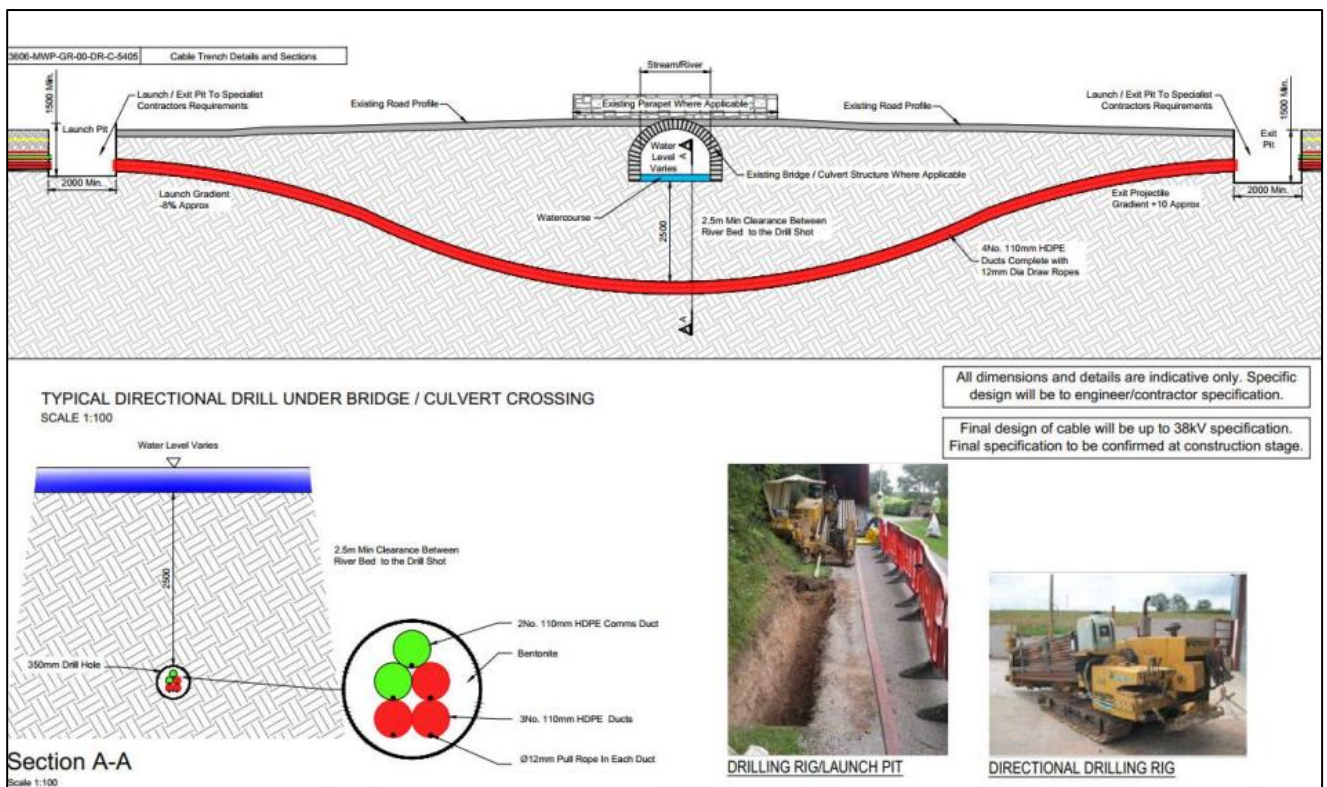 3606-MWP-GR-00-DR-C-5405
Cable Trench Details and Sections
1500 Min.
Launch / Exit Pit To Specialist
Contractors Requirements
Launch Pit
2000 Min.
Existing Road Profile
Stream/River
Existing Parapet Where Applicable
Existing Road Profile
Launch / Exit Pit To Specialist
Contractors Requirements
1500 Min.
Exit
Pit
2000 Min.
Water
Level
Varies
A
Existing Bridge / Culvert Structure Where Applicable
Launch Gradient
-8% Approx
Watercourse
2500
2.5m Min Clearance Between
River Bed to the Drill Shot
Exit Projectile
Gradient +10 Approx
4No. 110mm HDPE
Ducts Complete with
12mm Dia Draw Ropes
A
TYPICAL DIRECTIONAL DRILL UNDER BRIDGE / CULVERT CROSSING
SCALE 1:100
All dimensions and details are indicative only. Specific
design will be to engineer/contractor specification.
Final design of cable will be up to 38kV specification.
Final specification to be confirmed at construction stage.
Water Level Varies
2500
2.5m Min Clearance Between
River Bed to the Drill Shot
350mm Drill Hole
2No. 110mm HDPE Comms Duct
Bentonite
3No. 110mm HDPE Ducts
Ø12mm Pull Rope In Each Duct
Section A-A
Scale 1:100
DRILLING RIG/LAUNCH PIT
DIRECTIONAL DRILLING RIG